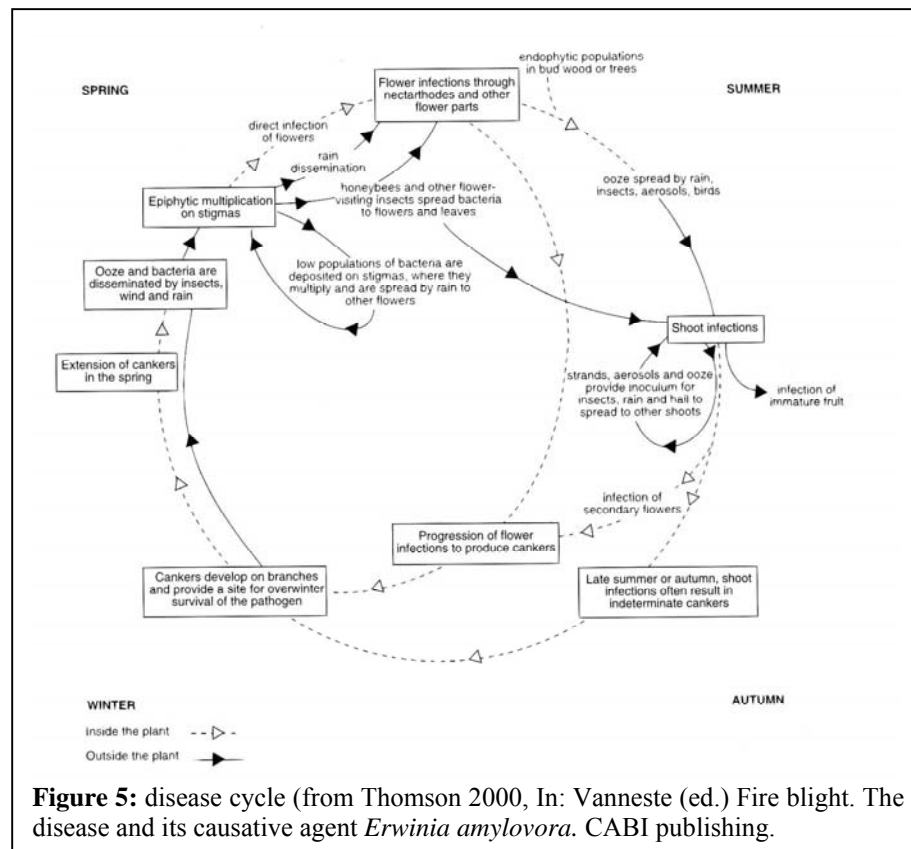 SPRING
SUMMER
endophytic populations
in bud wood or trees
Flower infections through
nectarthodes and other
flower parts
direct infection
of flowers
rain
dissemination
ooze spread by rain,
insects, aerosols, birds
Epiphytic multiplication
on stigmas
honeybees and other flower-
visiting insects spread bacteria
to flowers and leaves
Ooze and bacteria are
disseminated by insects,
wind and rain
low populations of bacteria are
deposited on stigmas, where they
multiply and are spread by rain to
other flowers
Shoot infections
Extension of cankers
in the spring
strands, aerosols and ooze
provide inoculum for
insects, rain and hail to
spread to other shoots
infection of
immature fruit
infection of
secondary flowers
Progression of flower
infections to produce cankers
Cankers develop on branches
and provide a site for overwinter
survival of the pathogen
Late summer or autumn, shoot
infections often result in
indeterminate cankers
WINTER
AUTUMN
Inside the plant
Outside the plant
Figure 5: disease cycle (from Thomson 2000, In: Vanneste (ed.) Fire blight. The
disease and its causative agent Erwinia amylovora. CABI publishing.